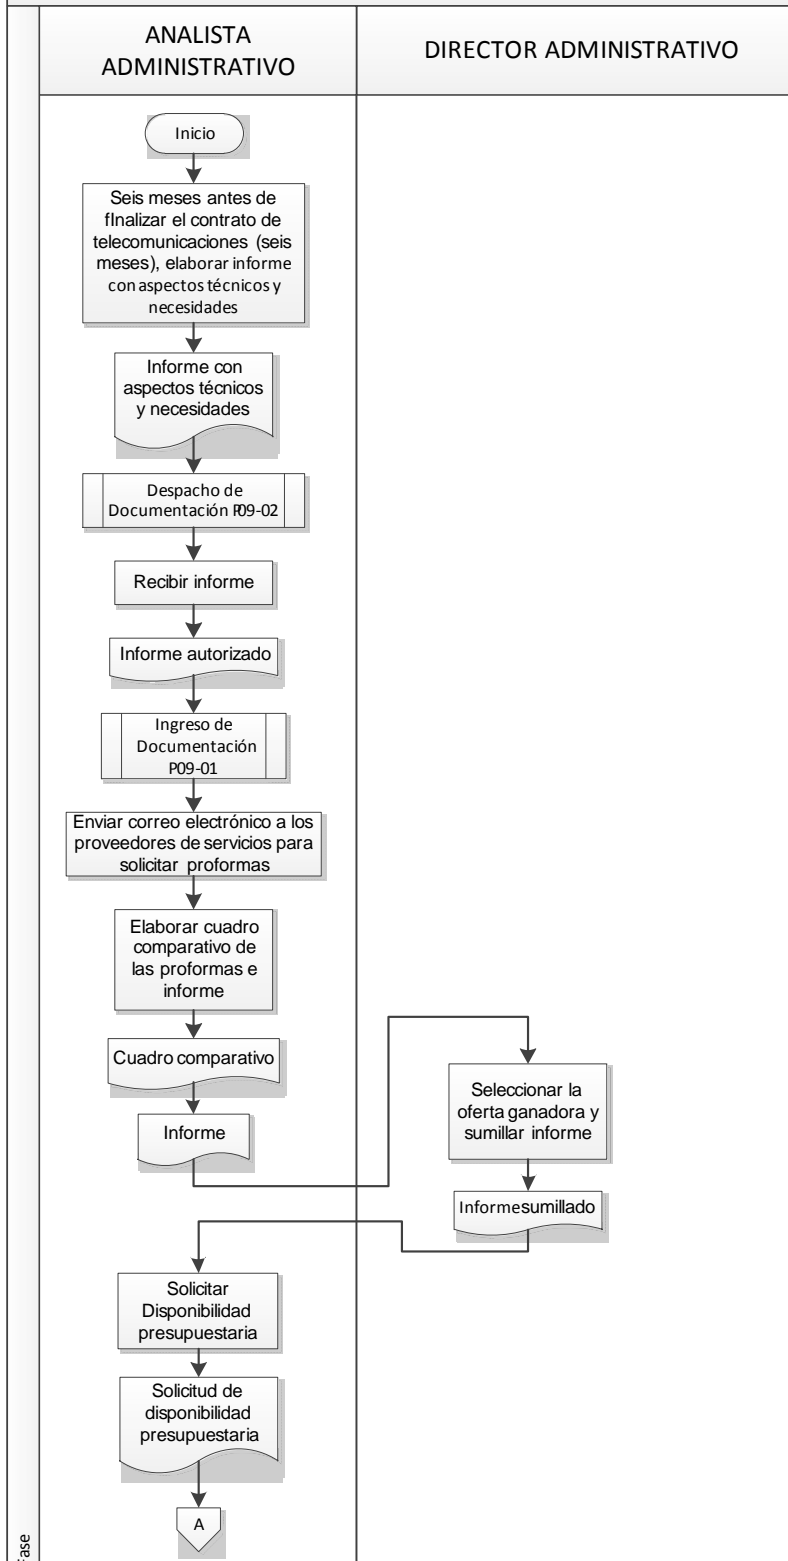 ANALISTA
ADMINISTRATIVO
DIRECTOR ADMINISTRATIVO
Inicio
Seis meses antes de
fInalizar el contrato de
telecomunicaciones (seis
meses), elaborar informe
con aspectos técnicos y
necesidades
Informe con
aspectos técnicos
y necesidades
Despacho de
Documentación P09-02
Recibir informe
Informe autorizado
Ingreso de
Documentación
P09-01
Enviar correo electrónico a los
proveedores de servicios para
solicitar proformas
Elaborar cuadro
comparativo de
las proformas e
informe
Cuadro comparativo
Informe
Seleccionar la
oferta ganadora y
sumillar informe
Informe sumillado
Solicitar
Disponibilidad
presupuestaria
Solicitud de
disponibilidad
presupuestaria
A
Fase